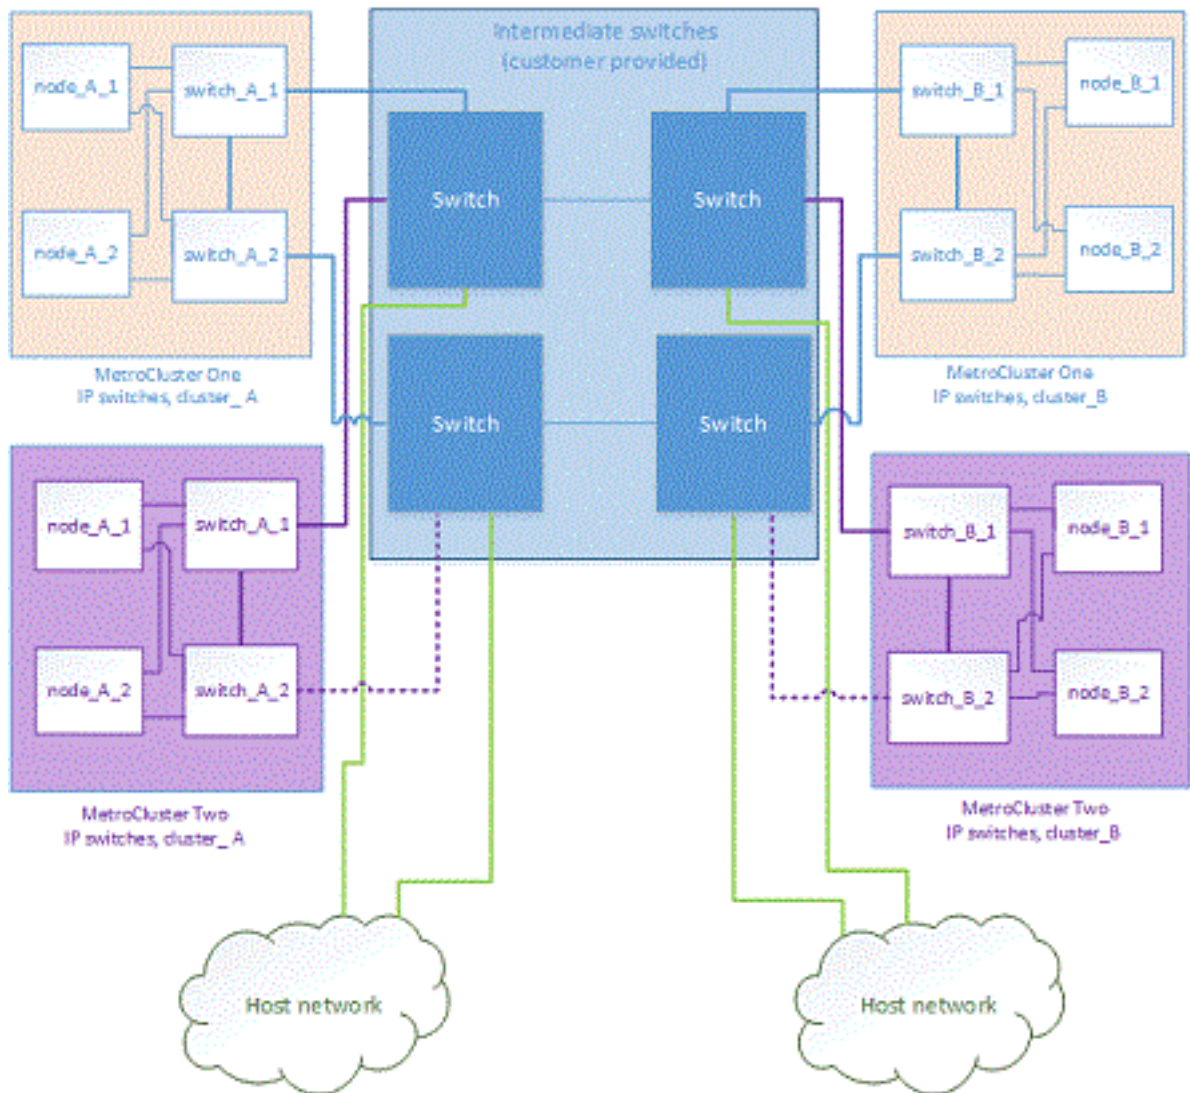 Intermediate switches
(customer provided)
node_A_1
switch_A_1
node_A_2
switch_A_2
MetroCluster One
IP switches, cluster_ A
Switch
Switch
Switch
Switch
switch_B_1
node_B_1
switch_B_2
node_B_2
MetroCluster One
IP switches, cluster_B
node_A_1
switch_A_1
node_A_2
switch_A_2
MetroCluster Two
IP switches, cluster_ A
switch_B_1
node_B_1
switch_B_2
node_B_2
MetroCluster Two
IP switches, cluster_B
Host network
Host network